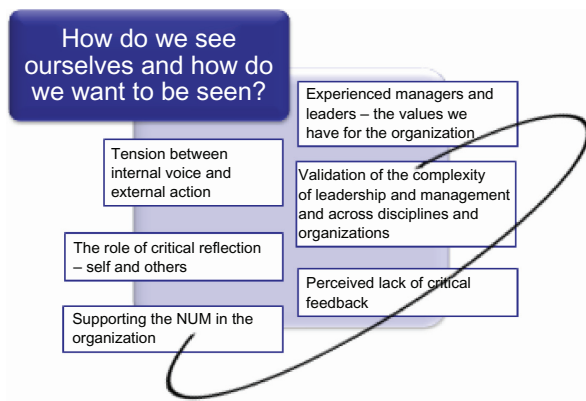 How do we see
ourselves and how do
we want to be seen?
Experienced managers and
leaders – the values we
have for the organization
Tension between
internal voice and
external action
Validation of the complexity
of leadership and management
and across disciplines and
organizations
The role of critical reflection
– self and others
Perceived lack of critical
feedback
Supporting the NUM in the
organization